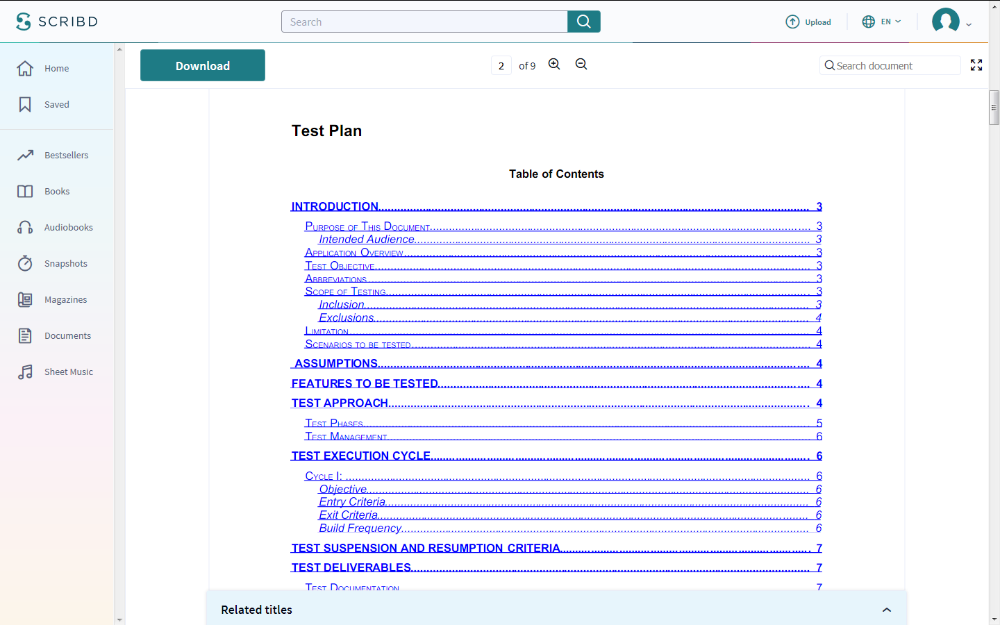 SCRIBD
Search
Upload
EN
Home
Saved
Bestsellers
Books
Audiobooks
Snapshots
Magazines
Documents
Sheet Music
Download
2 of 9
Search document
Test Plan
Table of Contents
INTRODUCTION 3
Purpose of This Document 3
Intended Audience 3
Application Overview 3
Test Objective 3
Abbreviations 3
Scope of Testing 3
Inclusion 3
Exclusions 4
Limitation 4
Scenarios to be tested 4
ASSUMPTIONS 4
FEATURES TO BE TESTED 4
TEST APPROACH 4
Test Phases 5
Test Management 6
TEST EXECUTION CYCLE 6
Cycle I: 6
Objective 6
Entry Criteria 6
Exit Criteria 6
Build Frequency 6
TEST SUSPENSION AND RESUMPTION CRITERIA 7
TEST DELIVERABLES 7
Test Documentation 7
Related titles